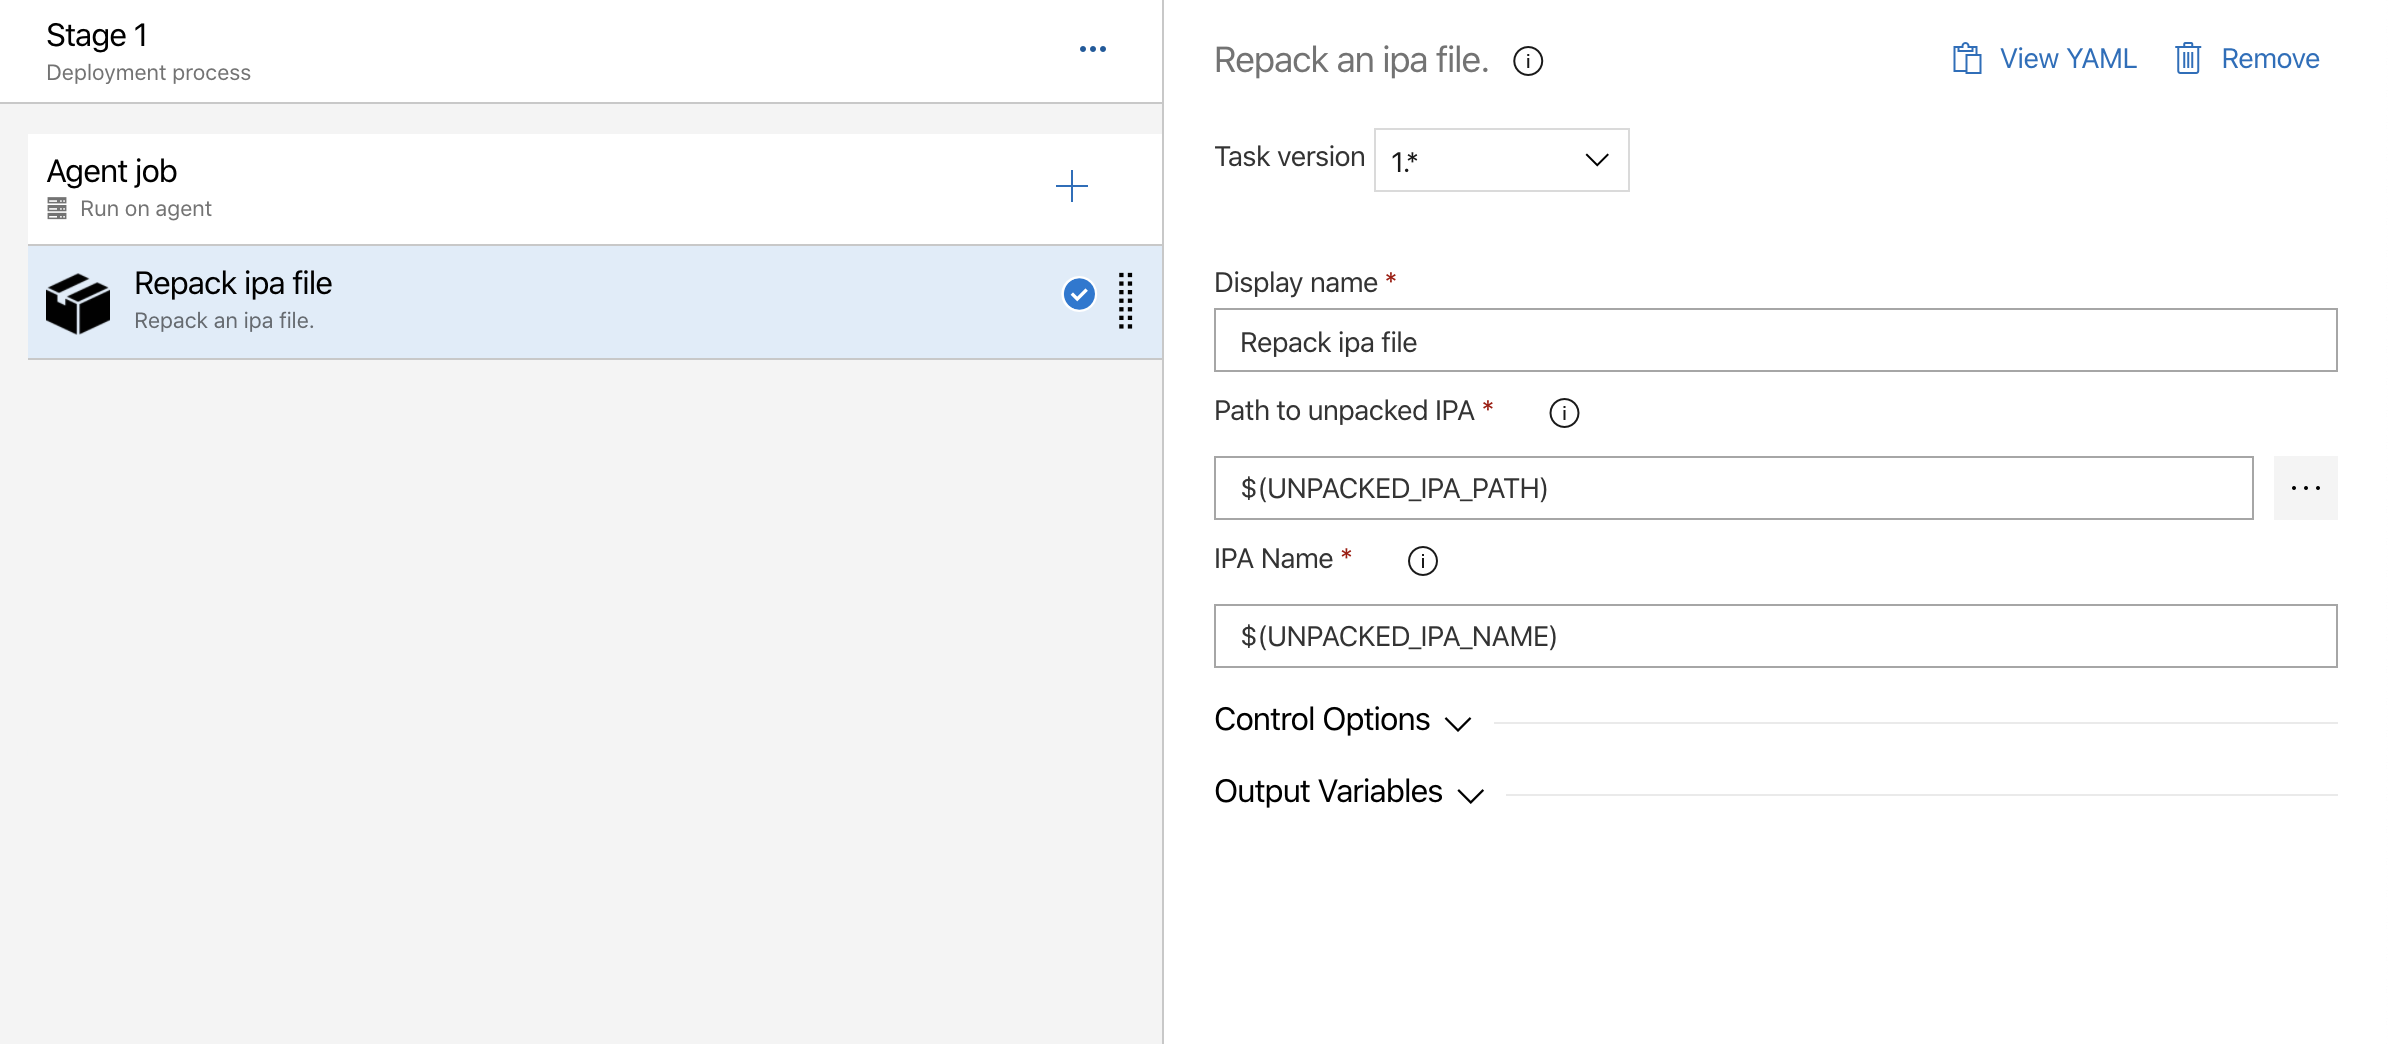 Stage 1
Deployment process
Agent job
Run on agent
Repack ipa file
Repack an ipa file.
Repack an ipa file.
View YAML
Remove
Task version
1.*
Display name *
Repack ipa file
Path to unpacked IPA *
$(UNPACKED_IPA_PATH)
IPA Name *
$(UNPACKED_IPA_NAME)
Control Options
Output Variables